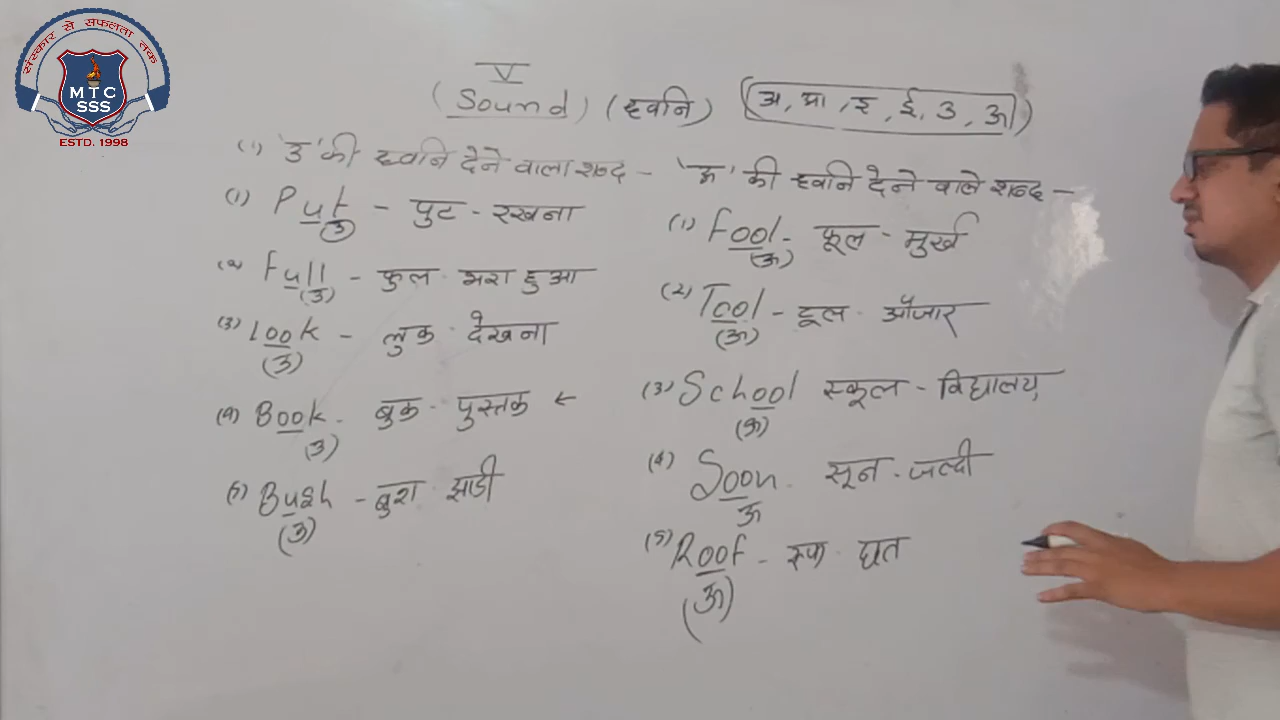 संस्कार से सफलता तक
MTC
SSS
ESTD. 1998
V
(Sound) (ध्वनि) (अ, आ, इ, ई, उ, ऊ)
(1) 'उ' की ध्वनि देने वाला शब्द –
(1) Put - पुट - रखना
(उ)
(2) Full - फुल - भरा हुआ
(उ)
(3) look - लुक - देखना
(उ)
(4) Book - बुक - पुस्तक ←
(उ)
(5) Bush - बुश - झाडी
(उ)
'ऊ' की ध्वनि देने वाले शब्द –
(1) Fool - फूल - मुर्ख
(ऊ)
(2) Tool - टूल - औजार
(ऊ)
(3) School स्कूल - विद्यालय
(ऊ)
(4) Soon - सून - जल्दी
ऊ
(5) Roof - रूफ - छत
(ऊ)